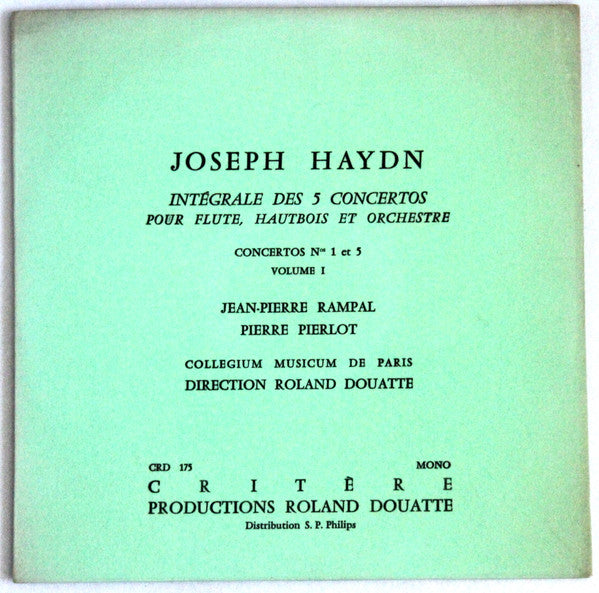 JOSEPH HAYDN
INTÉGRALE DES 5 CONCERTOS
POUR FLUTE, HAUTBOIS ET ORCHESTRE
CONCERTOS Nos 1 et 5
VOLUME I
JEAN-PIERRE RAMPAL
PIERRE PIERLOT
COLLEGIUM MUSICUM DE PARIS
DIRECTION ROLAND DOUATTE
CRD 175 MONO
CRITÈRE
PRODUCTIONS ROLAND DOUATTE
Distribution S. P. Philips